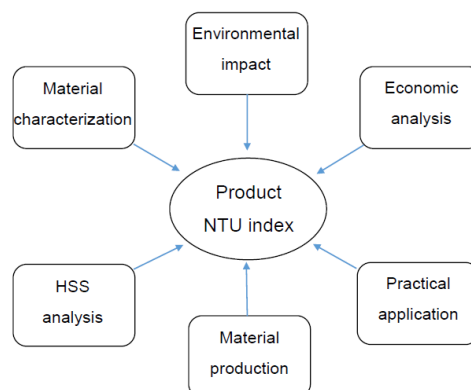 Environmental
impact
Material
characterization
Economic
analysis
Product
NTU index
HSS
analysis
Practical
application
Material
production